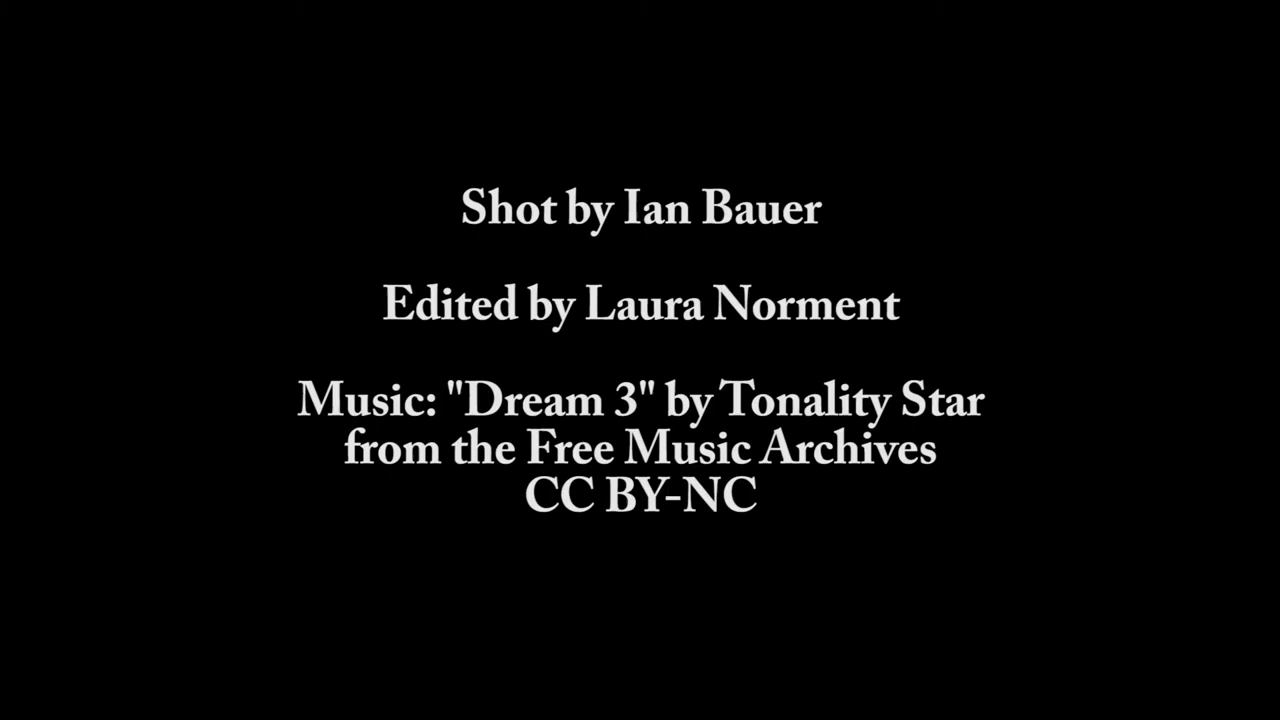 Shot by Ian Bauer
Edited by Laura Norment
Music: "Dream 3" by Tonality Star
from the Free Music Archives
CC BY-NC